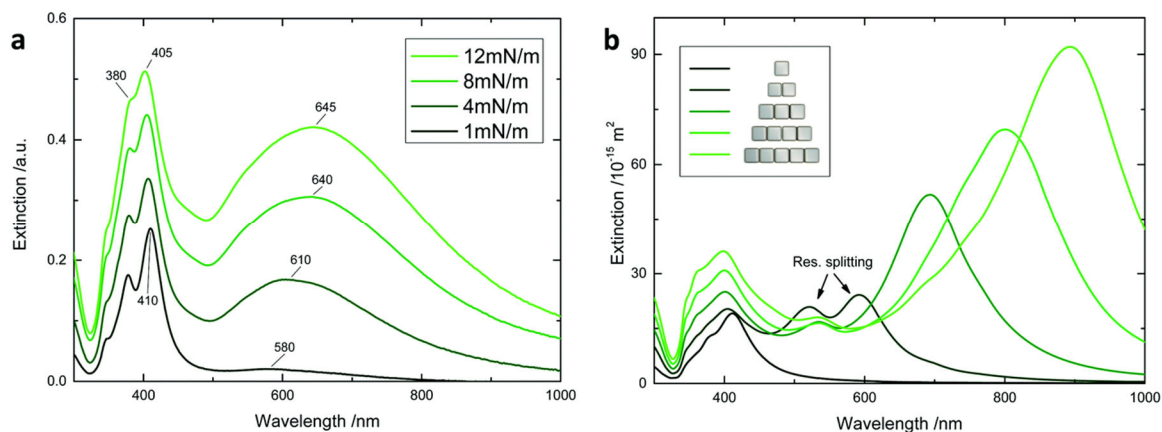 a
0.6
0.4
0.2
0.0
Extinction /a.u.
380
405
410
580
610
640
645
12mN/m
8mN/m
4mN/m
1mN/m
400
600
800
1000
Wavelength /nm
b
90
60
30
0
Extinction /10⁻¹⁵ m²
Res. splitting
400
600
800
1000
Wavelength /nm